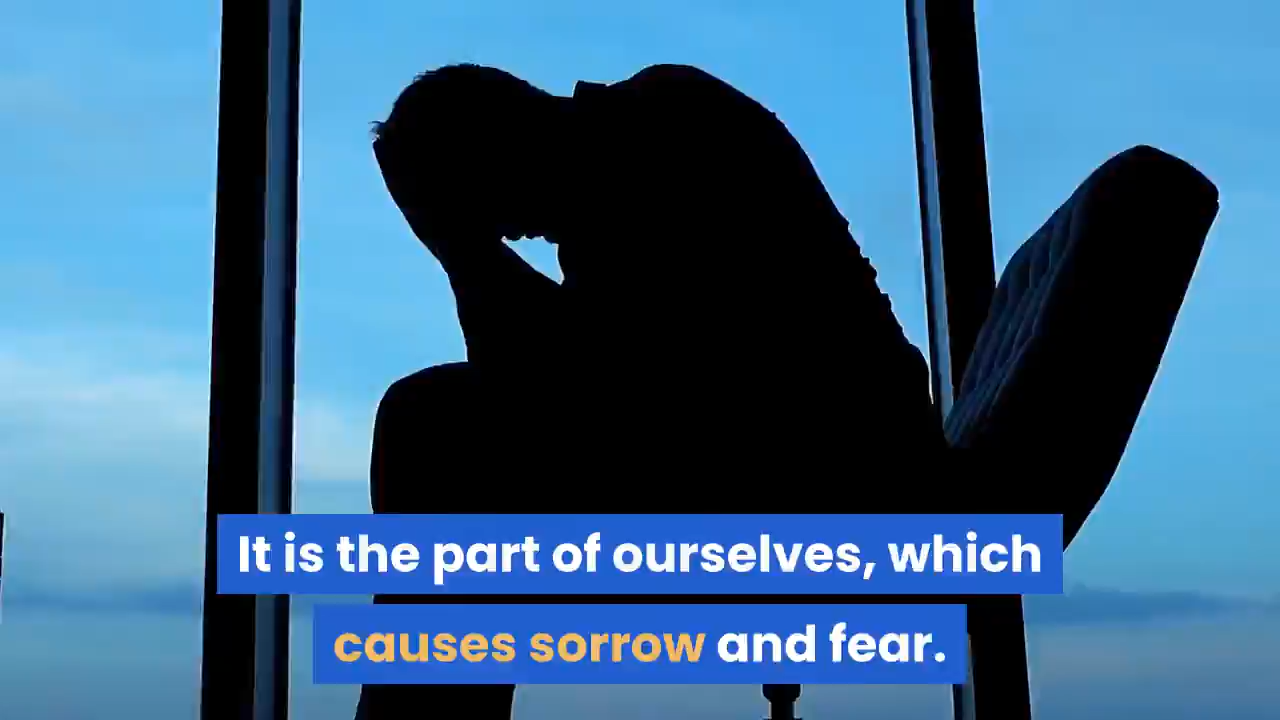 It is the part of ourselves, which
causes sorrow and fear.